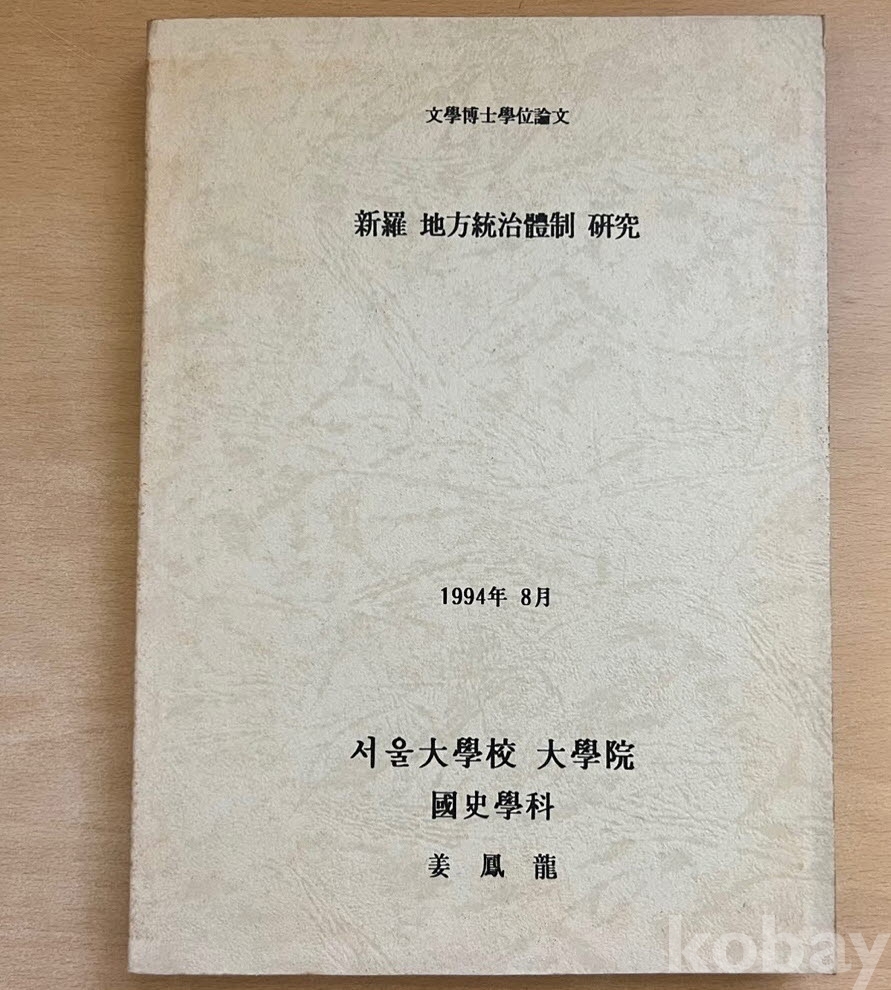 文學博士學位論文
新羅 地方統治體制 研究
1994年 8月
서울大學校 大學院
國史學科
姜 鳳 龍
kobay